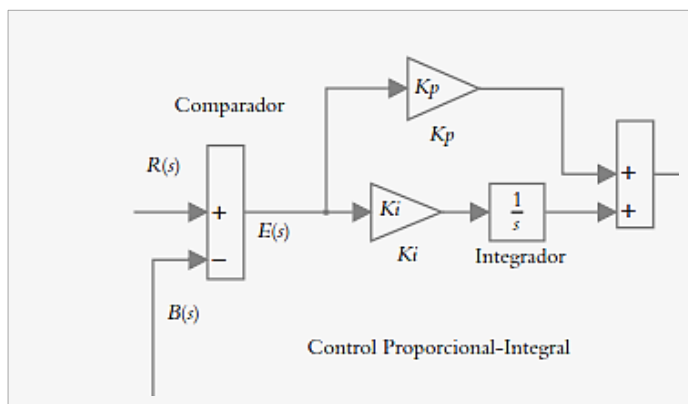 Kp
Comparador
Kp
R(s)
+
+
Ki
1
s
+
E(s)
−
Ki
Integrador
B(s)
Control Proporcional-Integral